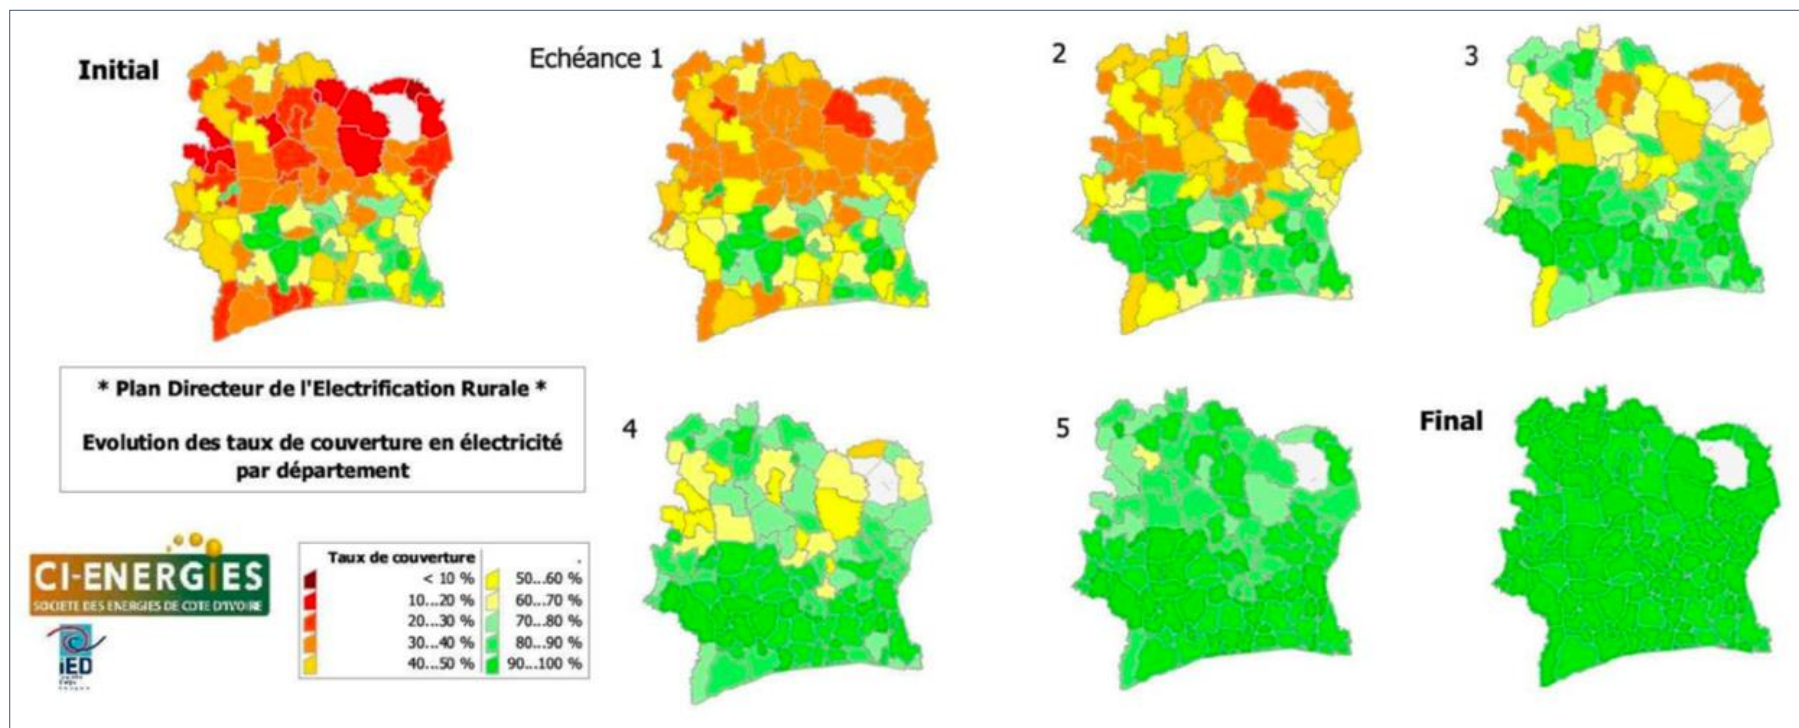 Initial
Echéance 1
2
3
* Plan Directeur de l'Electrification Rurale *
Evolution des taux de couverture en électricité
par département
4
5
Final
CI-ENERGIES
SOCIETE DES ENERGIES DE COTE D'IVOIRE
iED
Taux de couverture .
< 10 % 50...60 %
10...20 % 60...70 %
20...30 % 70...80 %
30...40 % 80...90 %
40...50 % 90...100 %